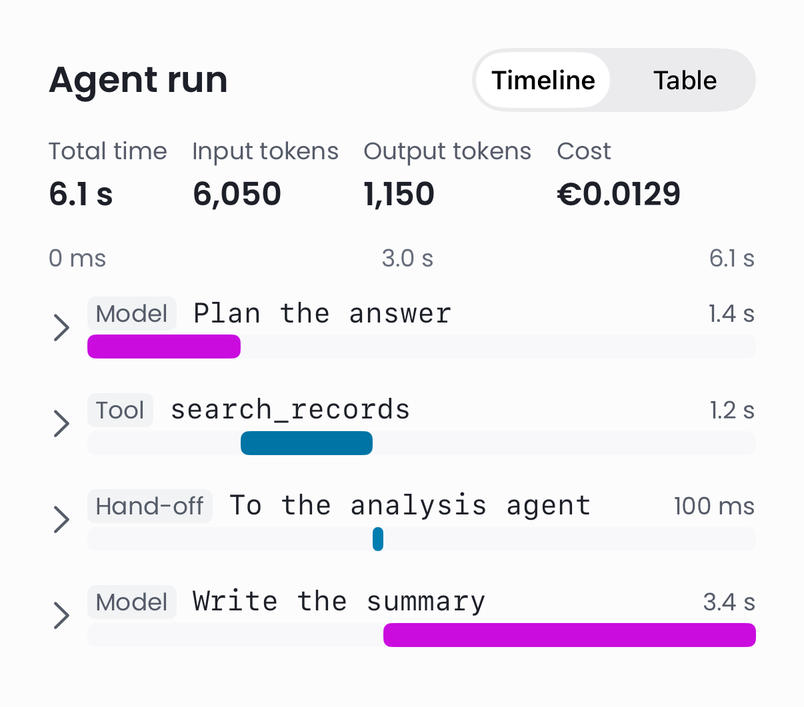 Agent run Timeline Table
Total time Input tokens Output tokens Cost
6.1 s 6,050 1,150 €0.0129
0 ms 3.0 s 6.1 s
Model Plan the answer 1.4 s
Tool search_records 1.2 s
Hand-off To the analysis agent 100 ms
Model Write the summary 3.4 s